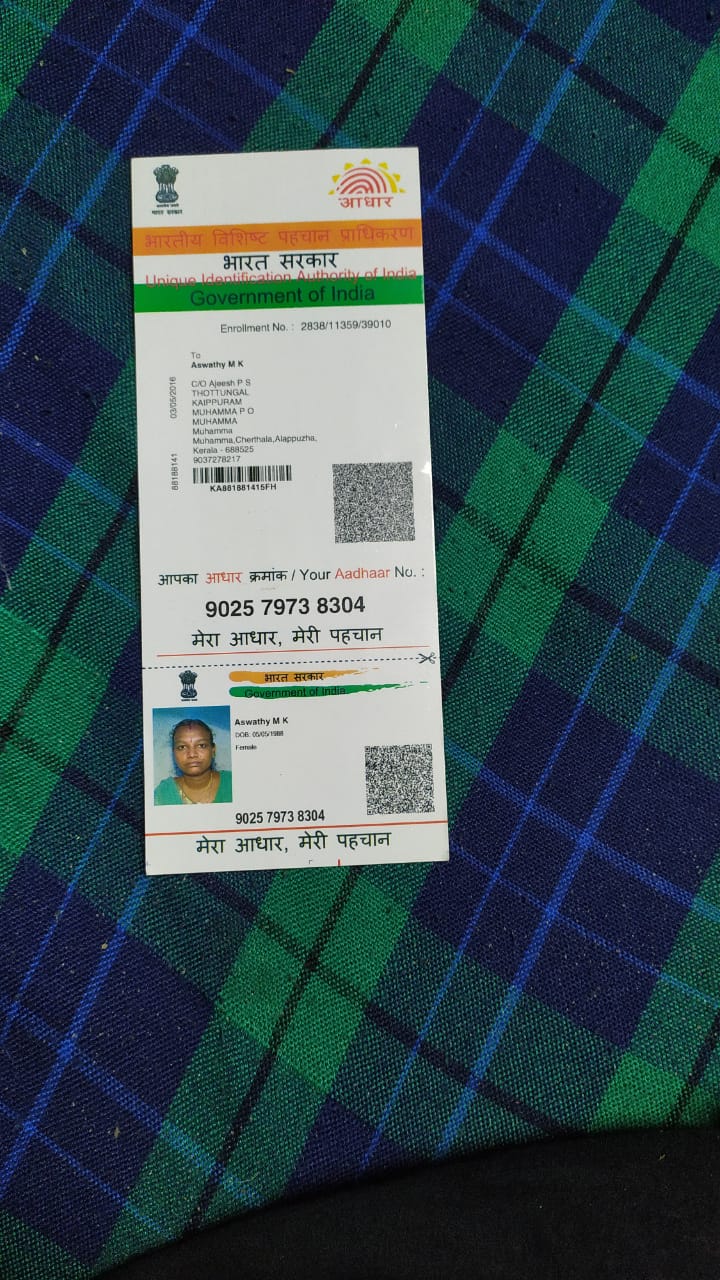 भारत सरकार
आधार
भारतीय विशिष्ट पहचान प्राधिकरण
भारत सरकार
Unique Identification Authority of India
Government of India
Enrollment No. : 2838/11359/39010
To
Aswathy M K
C/O Ajeesh P S
THOTTUNGAL
KAIPPURAM
MUHAMMA P O
MUHAMMA
Muhamma
Muhamma,Cherthala,Alappuzha,
Kerala - 688525
9037278217
03/05/2016
88188141
KA881881415FH
आपका आधार क्रमांक / Your Aadhaar No. :
9025 7973 8304
मेरा आधार, मेरी पहचान
भारत सरकार
Government of India
Aswathy M K
DOB: 05/05/1988
Female
9025 7973 8304
मेरा आधार, मेरी पहचान